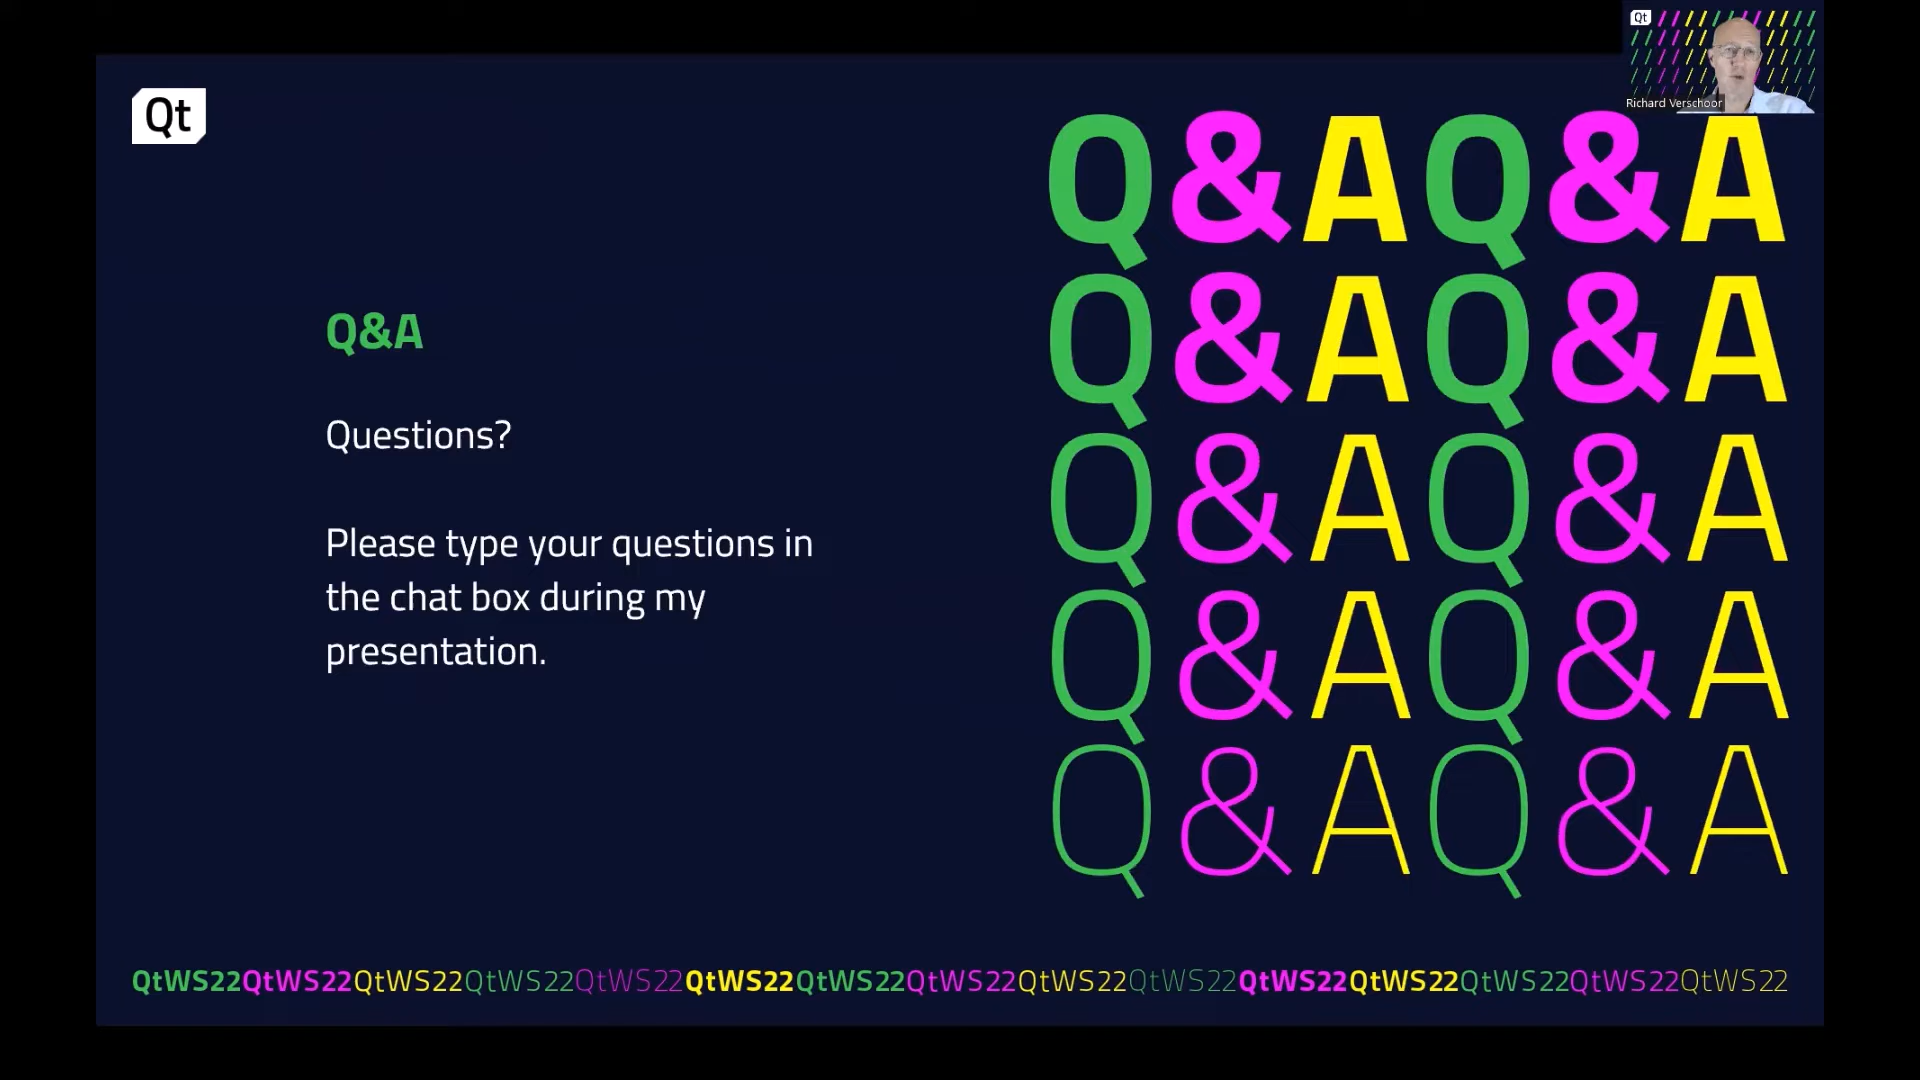 Qt
Richard Verschoor
Qt
Q&AQ&A
Q&AQ&A
Q&AQ&A
Q&AQ&A
Q&AQ&A
Q&A
Questions?
Please type your questions in
the chat box during my
presentation.
QtWS22QtWS22QtWS22QtWS22QtWS22QtWS22QtWS22QtWS22QtWS22QtWS22QtWS22QtWS22QtWS22QtWS22QtWS22